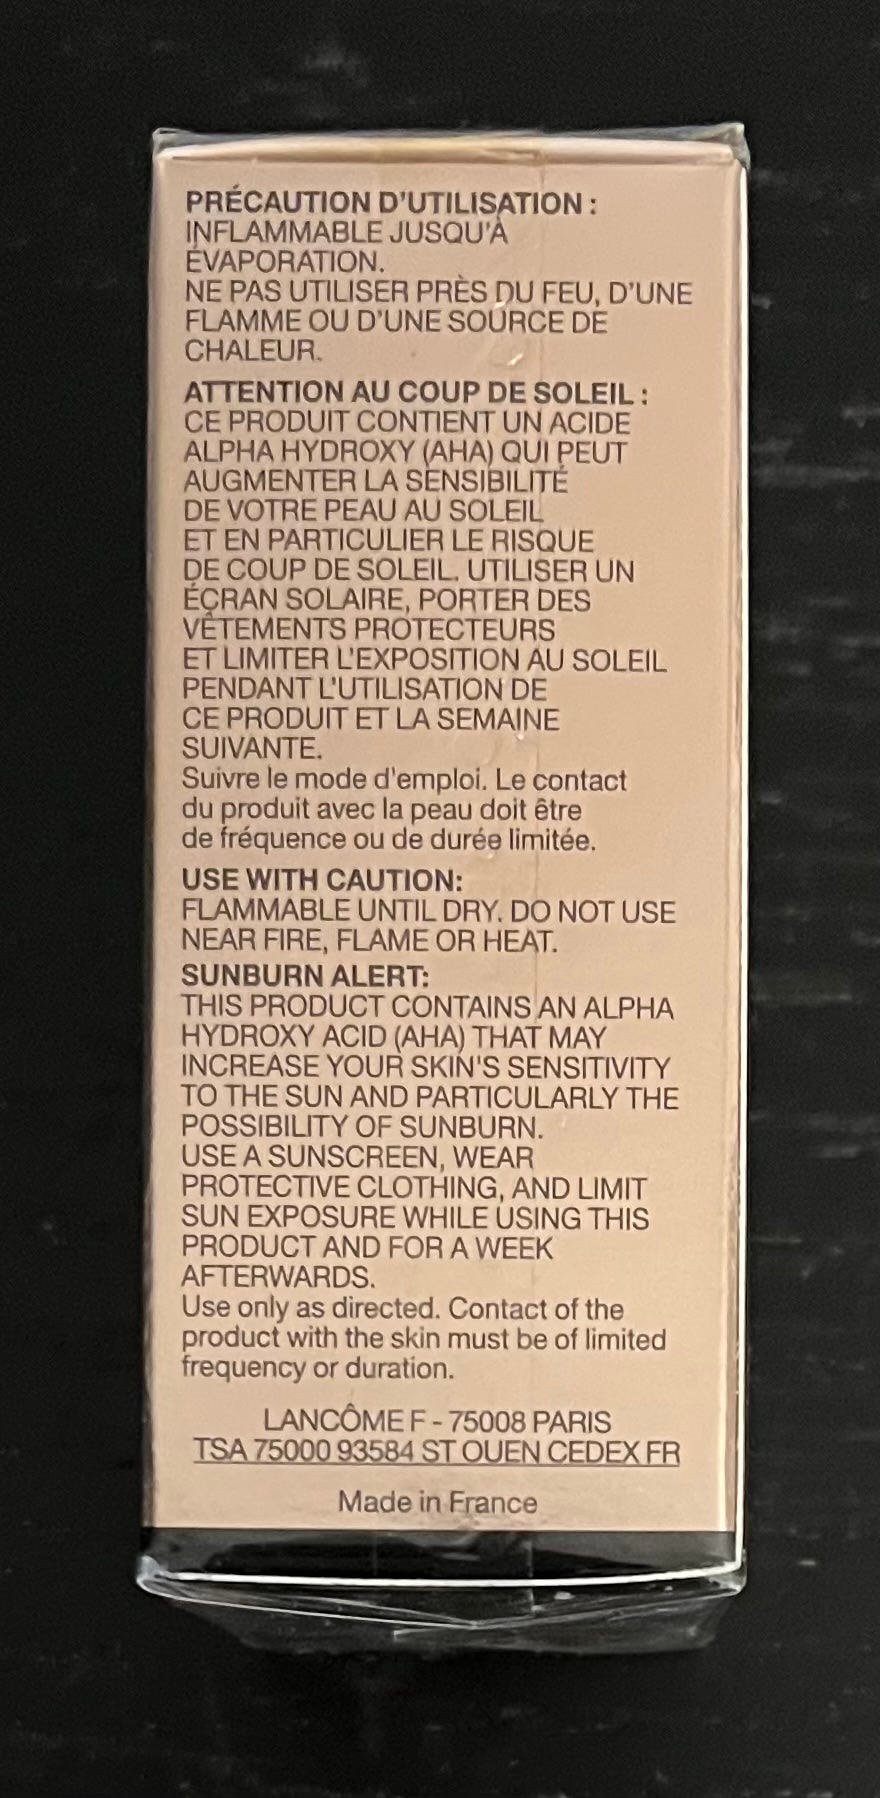 PRÉCAUTION D'UTILISATION :
INFLAMMABLE JUSQU'À
ÉVAPORATION.
NE PAS UTILISER PRÈS DU FEU, D'UNE
FLAMME OU D'UNE SOURCE DE
CHALEUR.
ATTENTION AU COUP DE SOLEIL :
CE PRODUIT CONTIENT UN ACIDE
ALPHA HYDROXY (AHA) QUI PEUT
AUGMENTER LA SENSIBILITÉ
DE VOTRE PEAU AU SOLEIL
ET EN PARTICULIER LE RISQUE
DE COUP DE SOLEIL. UTILISER UN
ÉCRAN SOLAIRE, PORTER DES
VÊTEMENTS PROTECTEURS
ET LIMITER L'EXPOSITION AU SOLEIL
PENDANT L'UTILISATION DE
CE PRODUIT ET LA SEMAINE
SUIVANTE.
Suivre le mode d'emploi. Le contact
du produit avec la peau doit être
de fréquence ou de durée limitée.
USE WITH CAUTION:
FLAMMABLE UNTIL DRY. DO NOT USE
NEAR FIRE, FLAME OR HEAT.
SUNBURN ALERT:
THIS PRODUCT CONTAINS AN ALPHA
HYDROXY ACID (AHA) THAT MAY
INCREASE YOUR SKIN'S SENSITIVITY
TO THE SUN AND PARTICULARLY THE
POSSIBILITY OF SUNBURN.
USE A SUNSCREEN, WEAR
PROTECTIVE CLOTHING, AND LIMIT
SUN EXPOSURE WHILE USING THIS
PRODUCT AND FOR A WEEK
AFTERWARDS.
Use only as directed. Contact of the
product with the skin must be of limited
frequency or duration.
LANCÔME F - 75008 PARIS
TSA 75000 93584 ST OUEN CEDEX FR
Made in France